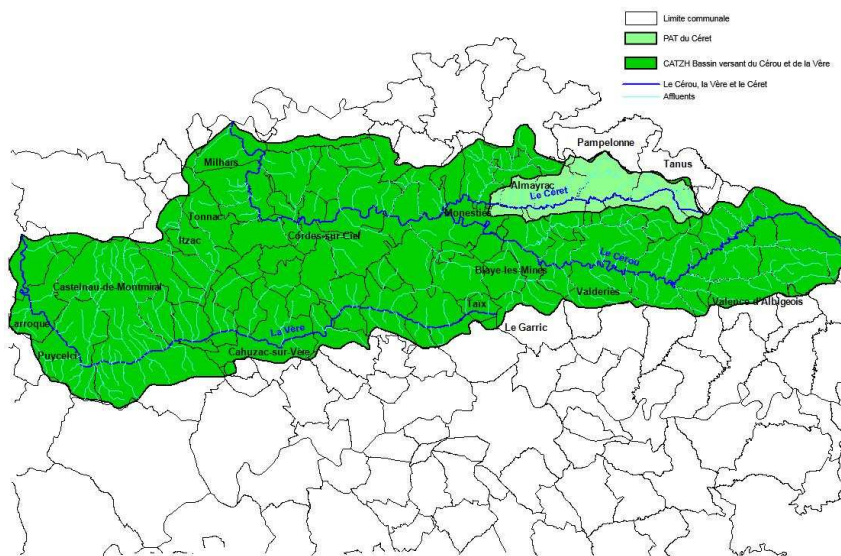 Limite communale
PAT du Céret
CATZH Bassin versant du Cérou et de la Vère
Le Cérou, la Vère et le Céret
Affluents
Pampelonne
Tanus
Milhars
Almayrac
Le Céret
Monestiés
Tonnac
Itzac
Cordes-sur-Ciel
Le Cérou
Blaye-les-Mines
Castelnau-de-Montmiral
Valderiès
Taïx
Valence d'Albigeois
Larroque
La Vère
Le Garric
Puycelci
Cahuzac-sur-Vère